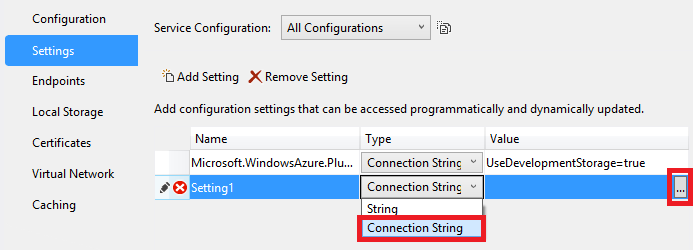 Configuration
Settings
Endpoints
Local Storage
Certificates
Virtual Network
Caching
Service Configuration: All Configurations
Add Setting Remove Setting
Add configuration settings that can be accessed programmatically and dynamically updated.
Name Type Value
Microsoft.WindowsAzure.Plu... Connection String UseDevelopmentStorage=true
Setting1 Connection String ...
String
Connection String